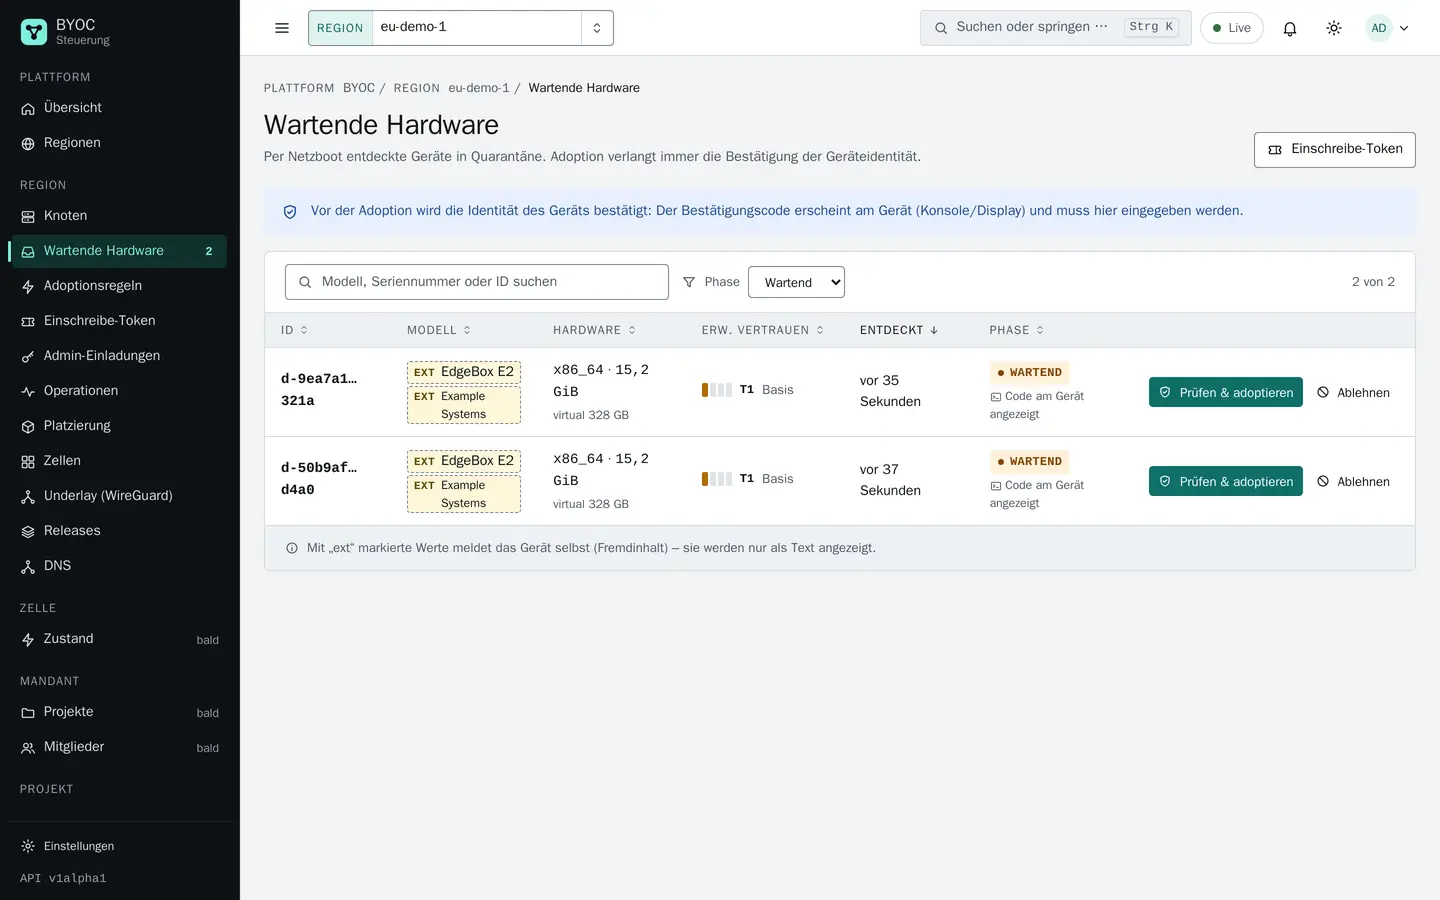 BYOC
Steuerung
PLATTFORM
Übersicht
Regionen
REGION
Knoten
Wartende Hardware 2
Adoptionsregeln
Einschreibe-Token
Admin-Einladungen
Operationen
Platzierung
Zellen
Underlay (WireGuard)
Releases
DNS
ZELLE
Zustand bald
MANDANT
Projekte bald
Mitglieder bald
PROJEKT
Einstellungen
API v1alpha1
REGION eu-demo-1
Suchen oder springen ··· Strg K
Live
AD
PLATTFORM BYOC / REGION eu-demo-1 / Wartende Hardware
Wartende Hardware
Per Netzboot entdeckte Geräte in Quarantäne. Adoption verlangt immer die Bestätigung der Geräteidentität.
Einschreibe-Token
Vor der Adoption wird die Identität des Geräts bestätigt: Der Bestätigungscode erscheint am Gerät (Konsole/Display) und muss hier eingegeben werden.
Modell, Seriennummer oder ID suchen
Phase
Wartend
2 von 2
ID MODELL HARDWARE ERW. VERTRAUEN ENTDECKT PHASE
d-9ea7a1…
321a
EXT EdgeBox E2
EXT Example
Systems
x86_64 · 15,2
GiB
virtual 328 GB
T1 Basis
vor 35
Sekunden
WARTEND
Code am Gerät
angezeigt
Prüfen & adoptieren
Ablehnen
d-50b9af…
d4a0
EXT EdgeBox E2
EXT Example
Systems
x86_64 · 15,2
GiB
virtual 328 GB
T1 Basis
vor 37
Sekunden
WARTEND
Code am Gerät
angezeigt
Prüfen & adoptieren
Ablehnen
Mit „ext“ markierte Werte meldet das Gerät selbst (Fremdinhalt) – sie werden nur als Text angezeigt.